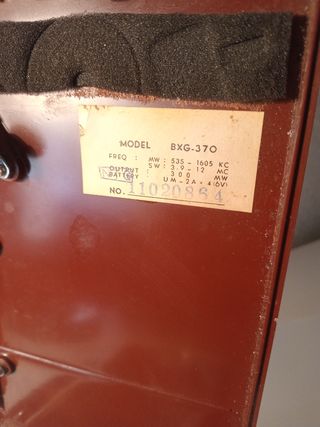 MODEL BXG-370
FREQ : MW: 535 - 1605 KC
SW: 3.9 - 12 MC
OUTPUT : 300 MW
BATTERY : UM-2A × 4(6V)
NO. 11020864